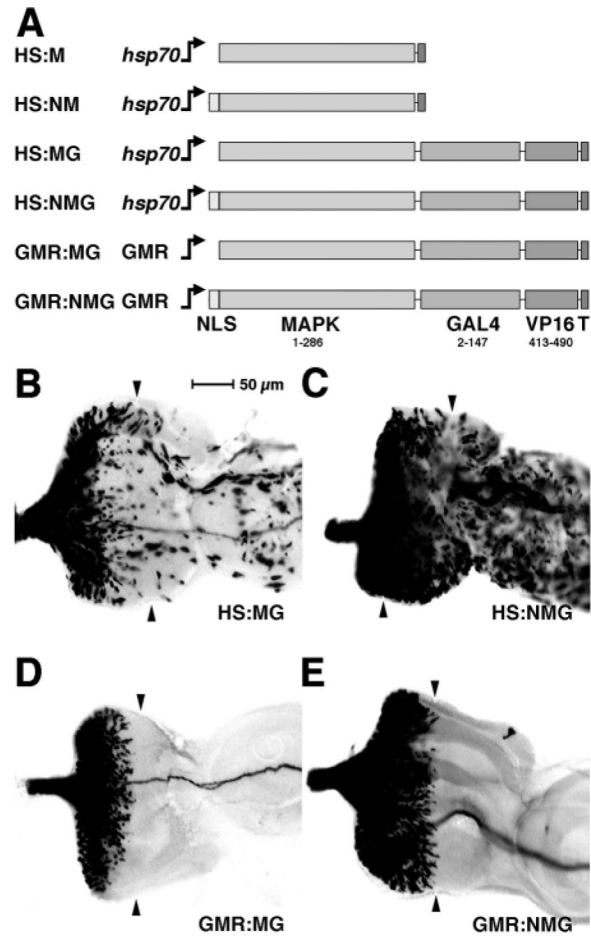 A
HS:M hsp70
HS:NM hsp70
HS:MG hsp70
HS:NMG hsp70
GMR:MG GMR
GMR:NMG GMR
NLS MAPK GAL4 VP16 T
1-286 2-147 413-490
B 50 µm C
HS:MG HS:NMG
D E
GMR:MG GMR:NMG